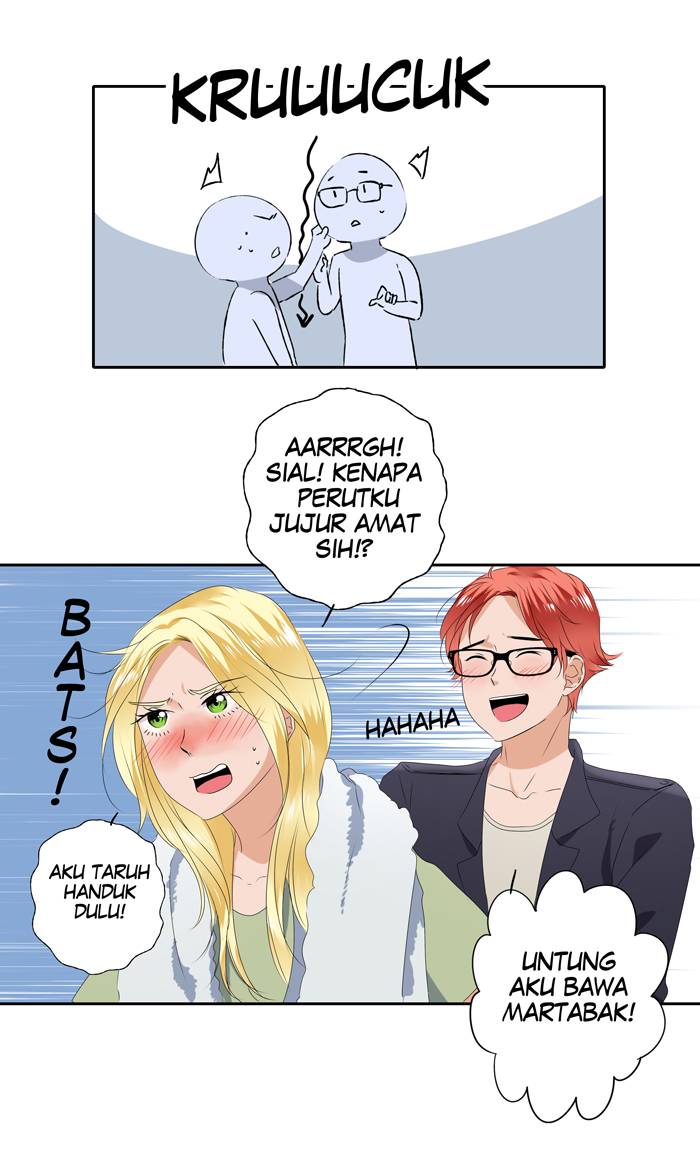 KRUUUCUK
AARRRGH!
SIAL! KENAPA
PERUTKU
JUJUR AMAT
SIH!?
BATS!
HAHAHA
AKU TARUH
HANDUK
DULU!
UNTUNG
AKU BAWA
MARTABAK!